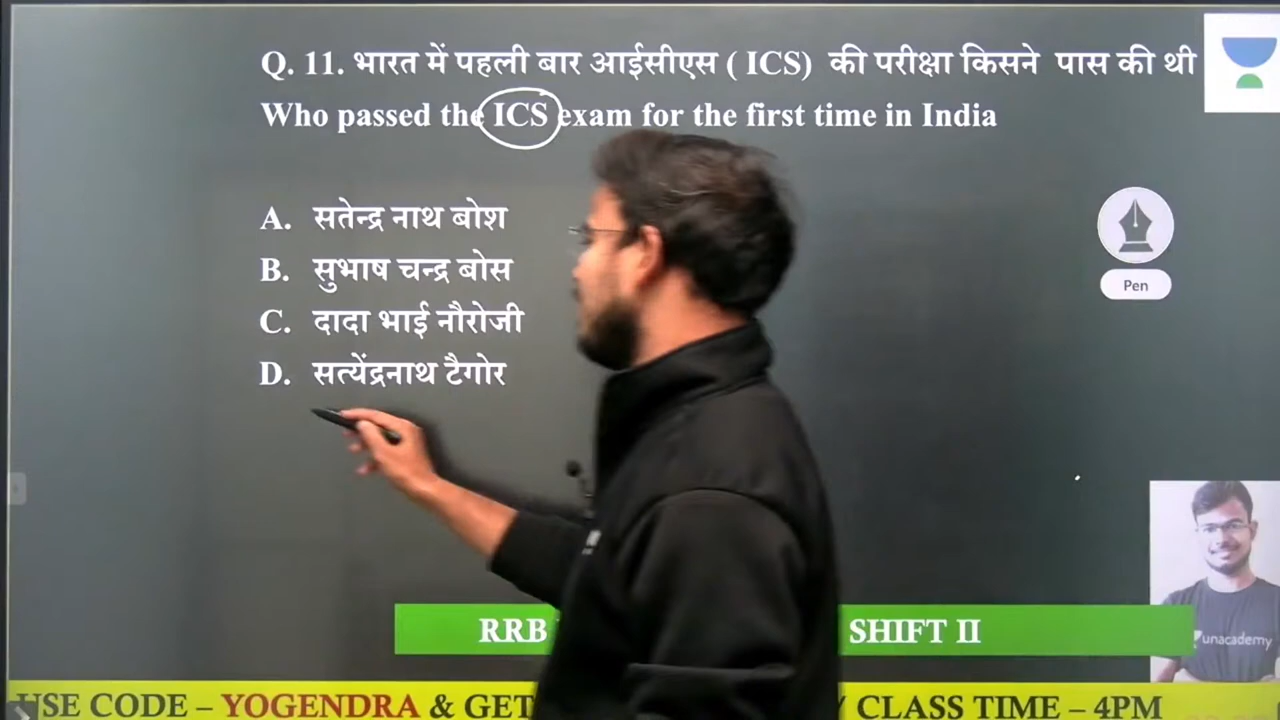 Q. 11. भारत में पहली बार आईसीएस ( ICS) की परीक्षा किसने पास की थी
Who passed the ICS exam for the first time in India
A. सतेन्द्र नाथ बोश
B. सुभाष चन्द्र बोस
C. दादा भाई नौरोजी
D. सत्येंद्रनाथ टैगोर
Pen
unacademy
RRB SHIFT II
USE CODE – YOGENDRA & GET CLASS TIME – 4PM